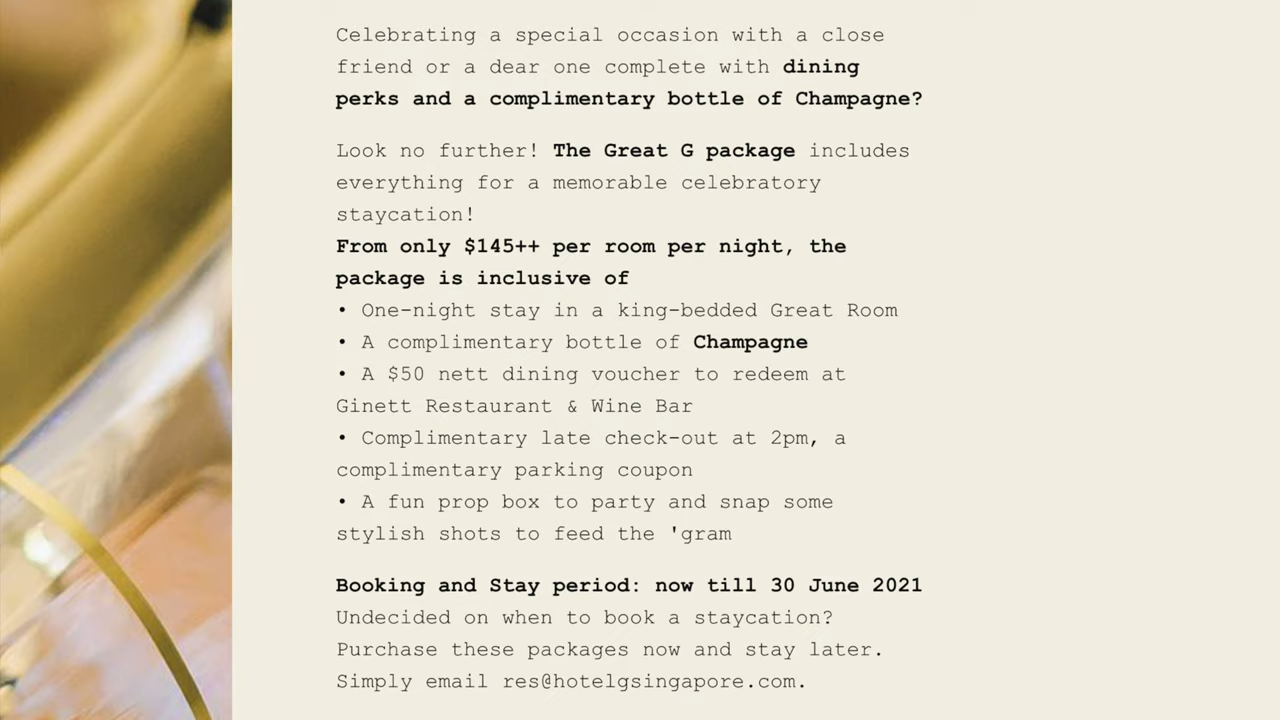 Celebrating a special occasion with a close
friend or a dear one complete with dining
perks and a complimentary bottle of Champagne?
Look no further! The Great G package includes
everything for a memorable celebratory
staycation!
From only $145++ per room per night, the
package is inclusive of
• One-night stay in a king-bedded Great Room
• A complimentary bottle of Champagne
• A $50 nett dining voucher to redeem at
Ginett Restaurant & Wine Bar
• Complimentary late check-out at 2pm, a
complimentary parking coupon
• A fun prop box to party and snap some
stylish shots to feed the 'gram
Booking and Stay period: now till 30 June 2021
Undecided on when to book a staycation?
Purchase these packages now and stay later.
Simply email res@hotelgsingapore.com.